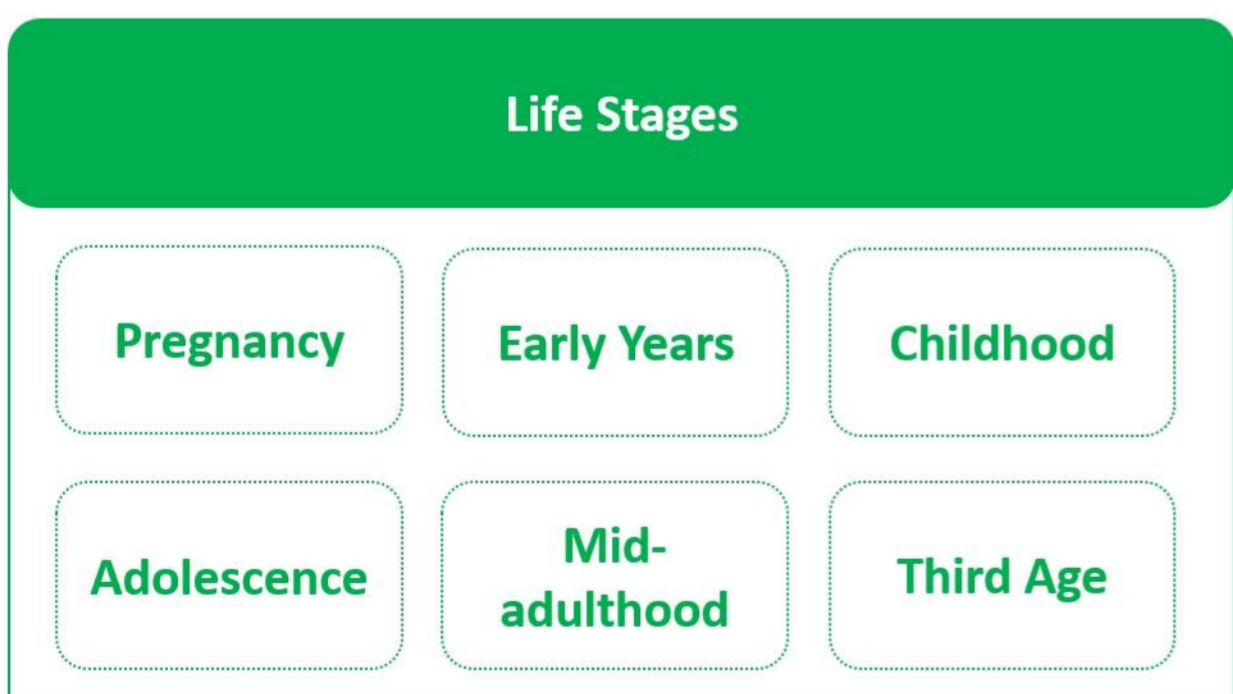 Life Stages
Pregnancy
Early Years
Childhood
Adolescence
Mid-
adulthood
Third Age